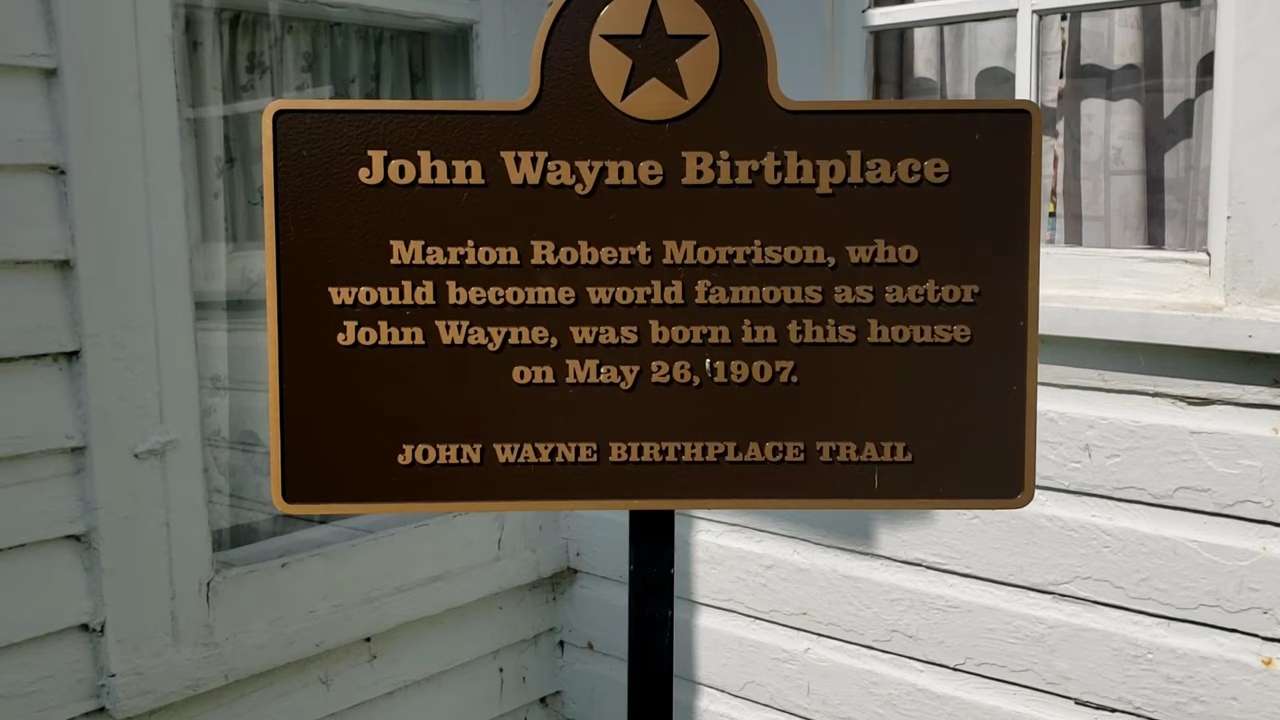 John Wayne Birthplace
Marion Robert Morrison, who
would become world famous as actor
John Wayne, was born in this house
on May 26, 1907.
JOHN WAYNE BIRTHPLACE TRAIL